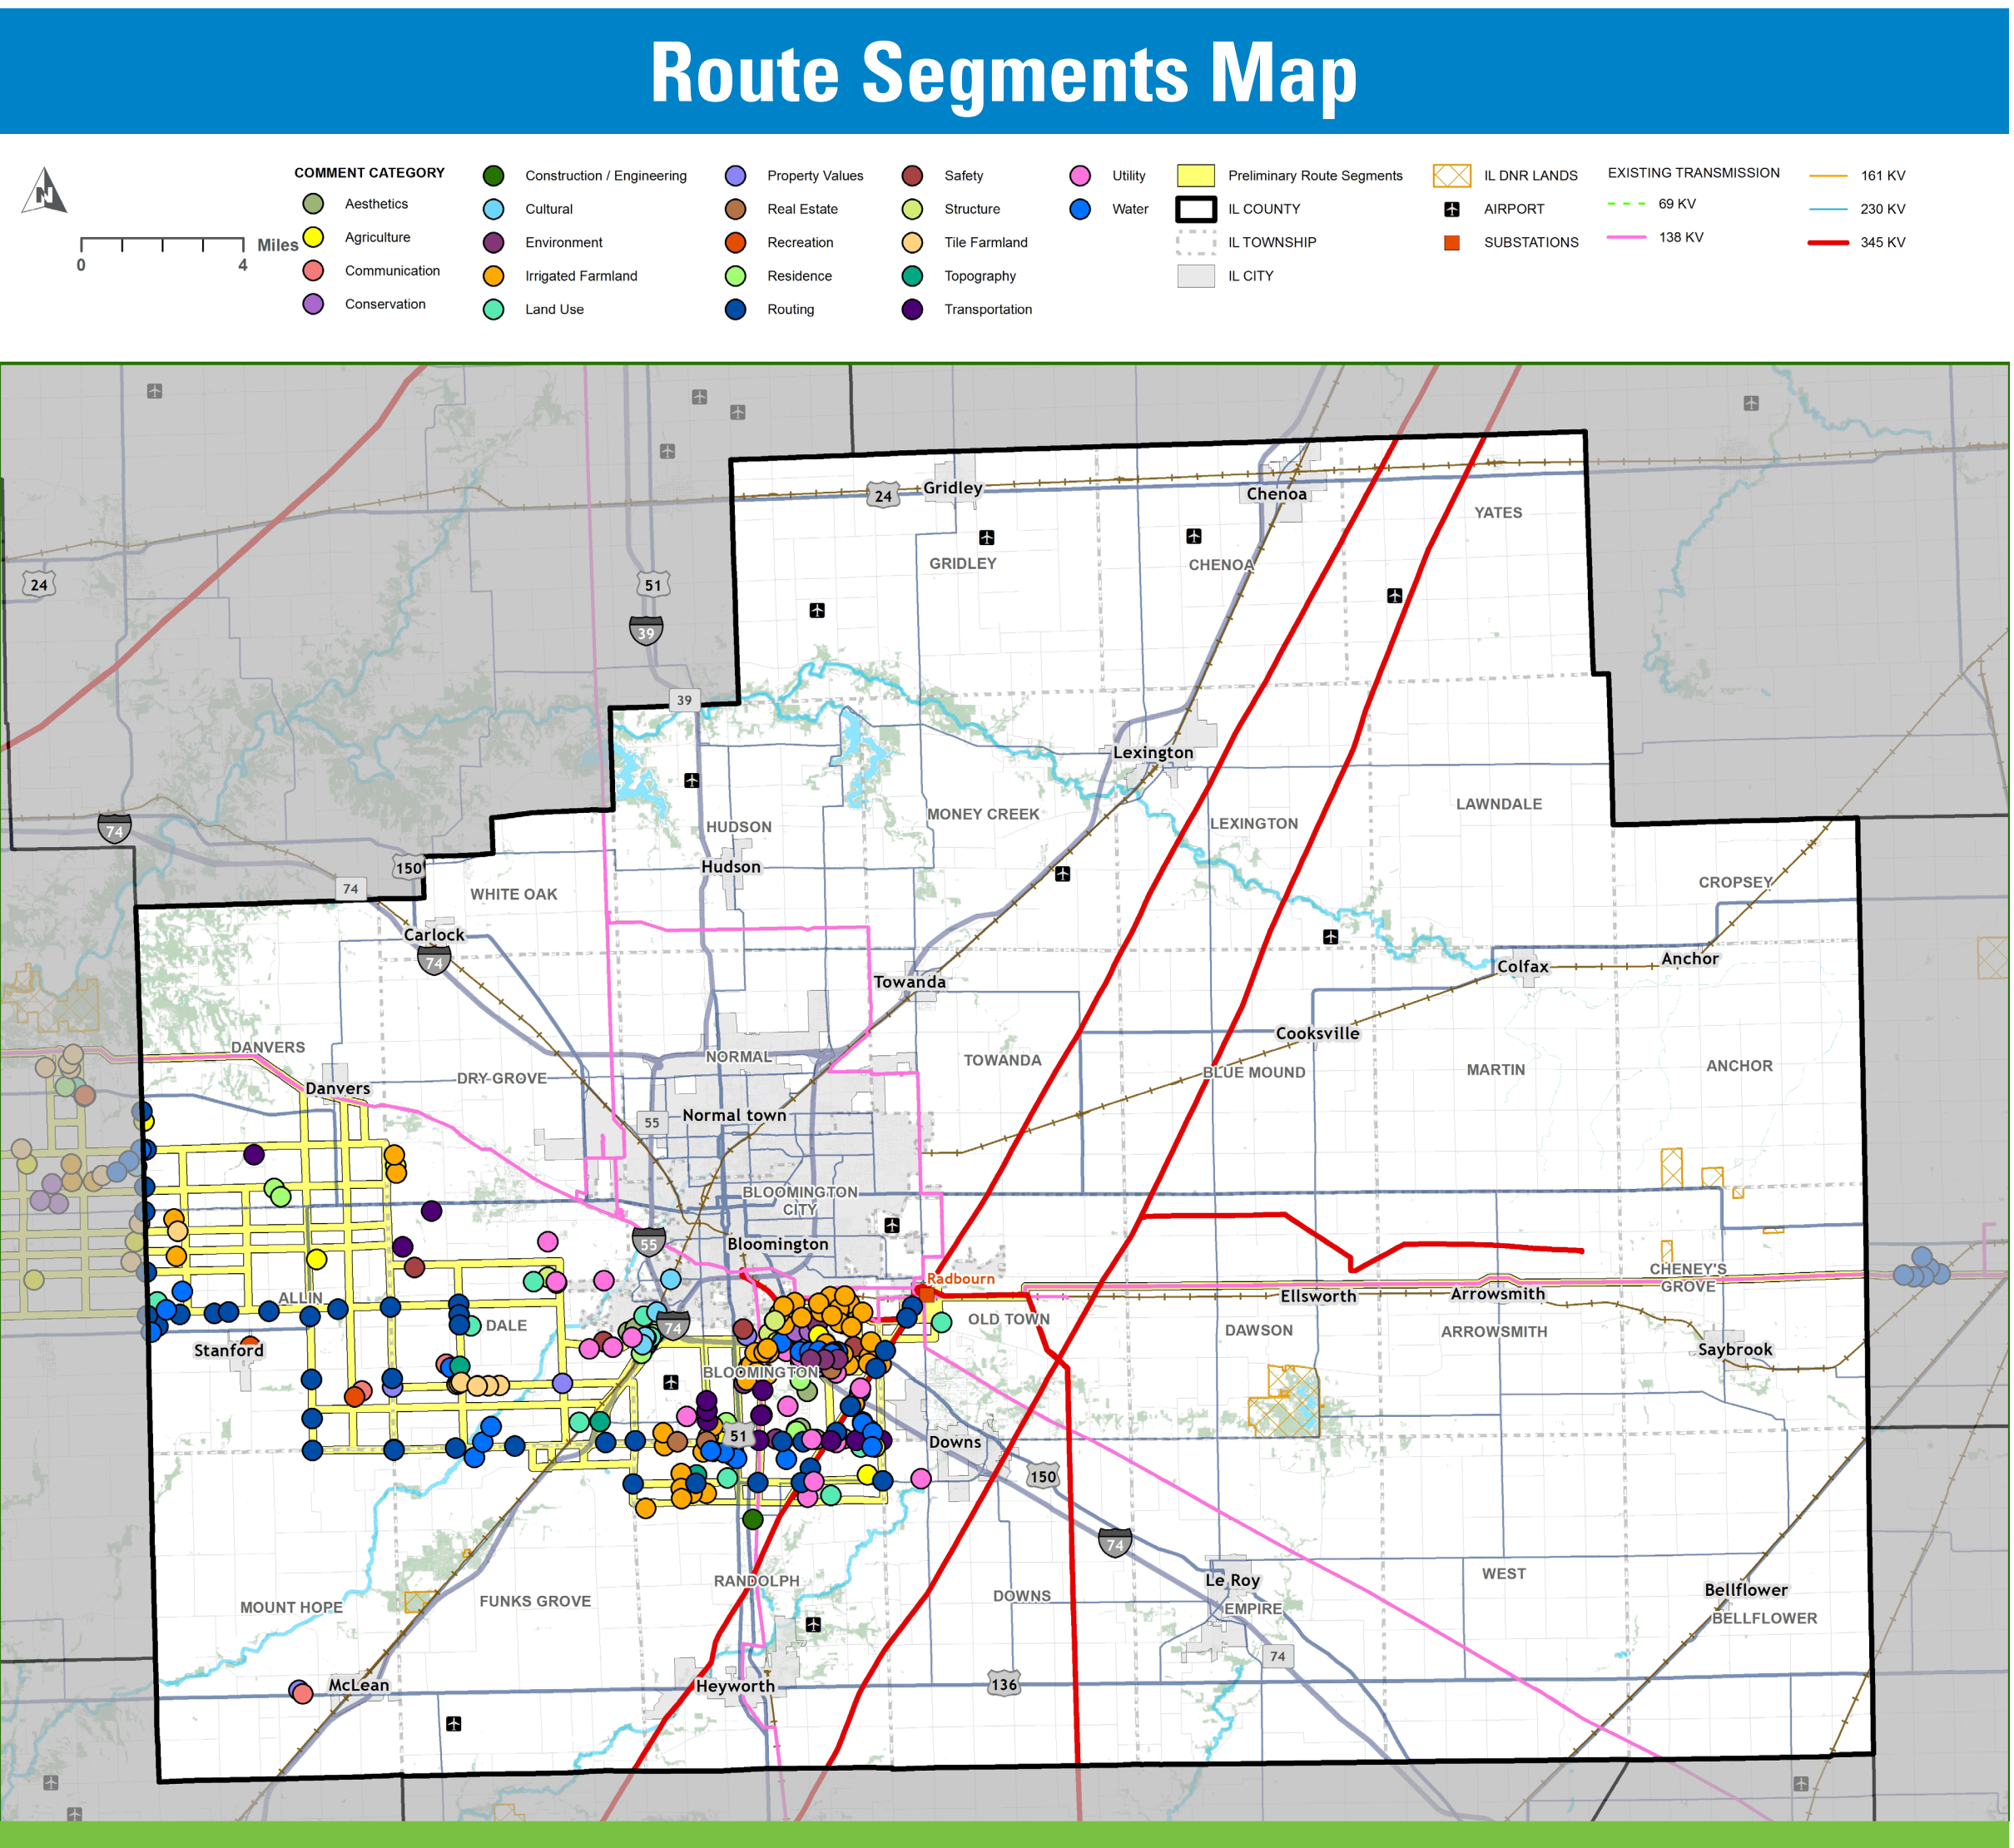 Route Segments Map
N
0 4 Miles
COMMENT CATEGORY
Aesthetics
Agriculture
Communication
Conservation
Construction / Engineering
Cultural
Environment
Irrigated Farmland
Land Use
Property Values
Real Estate
Recreation
Residence
Routing
Safety
Structure
Tile Farmland
Topography
Transportation
Utility
Water
Preliminary Route Segments
IL COUNTY
IL TOWNSHIP
IL CITY
IL DNR LANDS
AIRPORT
SUBSTATIONS
EXISTING TRANSMISSION
69 KV
138 KV
161 KV
230 KV
345 KV
24
Gridley
Chenoa
YATES
GRIDLEY
CHENOA
24
51
39
39
Lexington
MONEY CREEK
LEXINGTON
LAWNDALE
HUDSON
Hudson
74
150
74
WHITE OAK
CROPSEY
Carlock
74
Towanda
Colfax
Anchor
Cooksville
DANVERS
NORMAL
TOWANDA
BLUE MOUND
MARTIN
ANCHOR
DRY GROVE
Danvers
Normal town
55
BLOOMINGTON
CITY
55
Bloomington
Radbourn
CHENEY'S
GROVE
ALLIN
Ellsworth
Arrowsmith
DALE
74
OLD TOWN
DAWSON
ARROWSMITH
Stanford
Saybrook
BLOOMINGTON
51
Downs
150
74
RANDOLPH
Le Roy
WEST
Bellflower
MOUNT HOPE
FUNKS GROVE
DOWNS
EMPIRE
BELLFLOWER
74
McLean
Heyworth
136